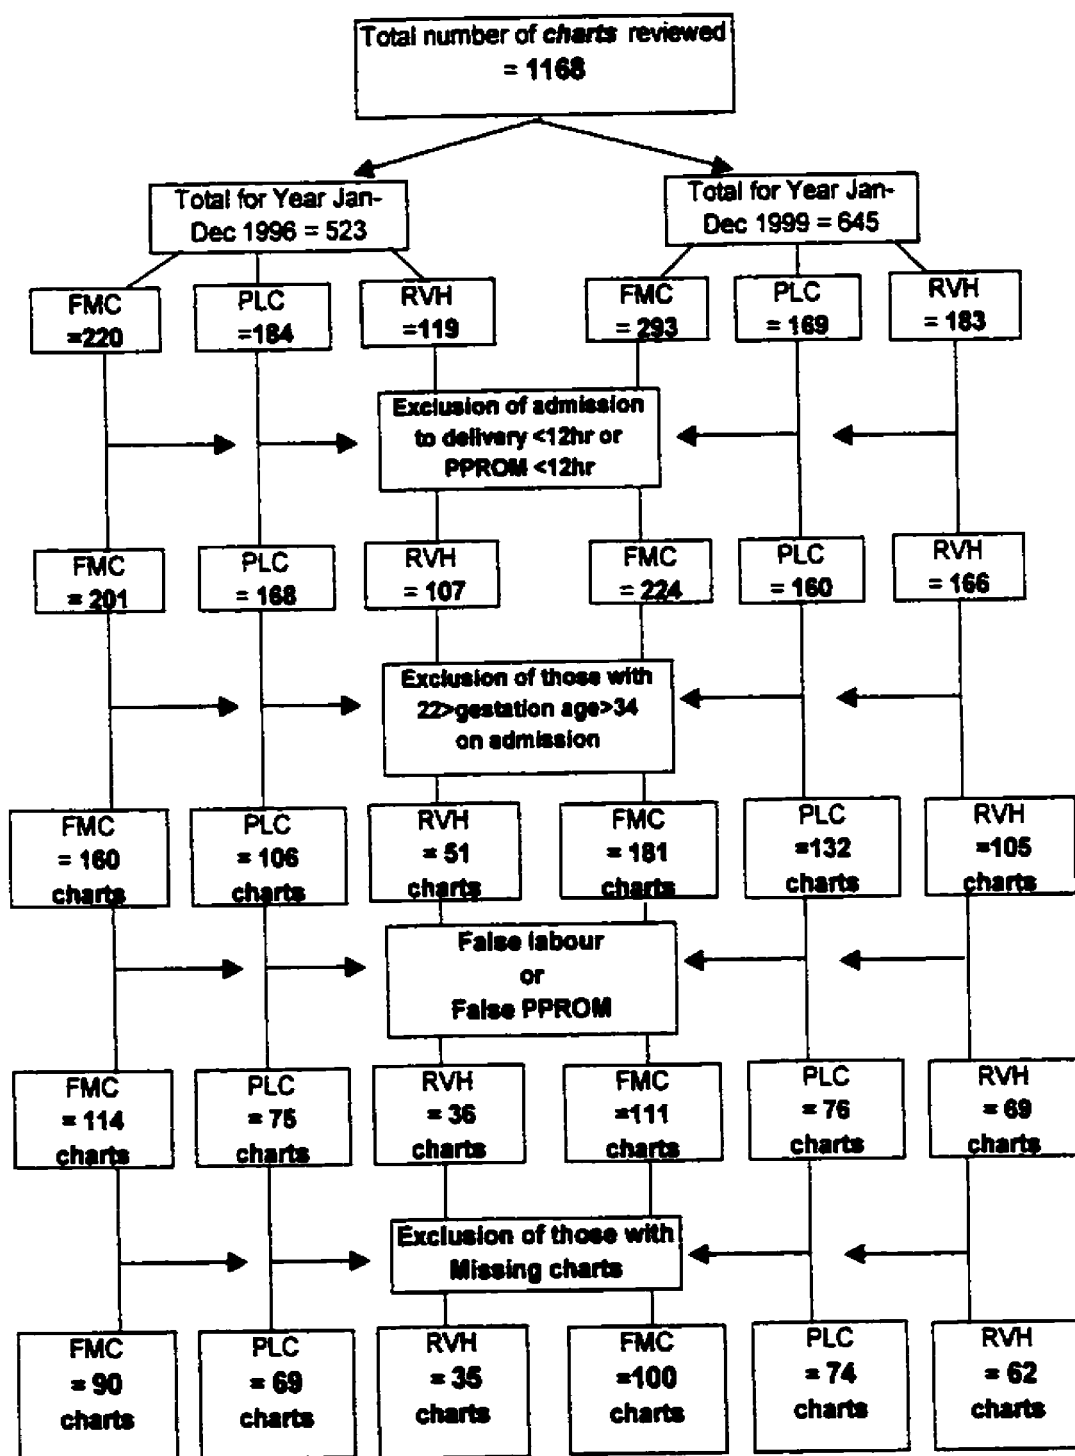 Total number of charts reviewed
= 1168
Total for Year Jan-
Dec 1996 = 523
Total for Year Jan-
Dec 1999 = 645
FMC
=220
PLC
=184
RVH
=119
FMC
= 293
PLC
= 169
RVH
= 183
Exclusion of admission
to delivery <12hr or
PPROM <12hr
FMC
= 201
PLC
= 168
RVH
= 107
FMC
= 224
PLC
= 160
RVH
= 166
Exclusion of those with
22>gestation age>34
on admission
FMC
= 160
charts
PLC
= 106
charts
RVH
= 51
charts
FMC
= 181
charts
PLC
=132
charts
RVH
=105
charts
False labour
or
False PPROM
FMC
= 114
charts
PLC
= 75
charts
RVH
= 36
charts
FMC
=111
charts
PLC
= 76
charts
RVH
= 69
charts
Exclusion of those with
Missing charts
FMC
= 90
charts
PLC
= 69
charts
RVH
= 35
charts
FMC
=100
charts
PLC
= 74
charts
RVH
= 62
charts